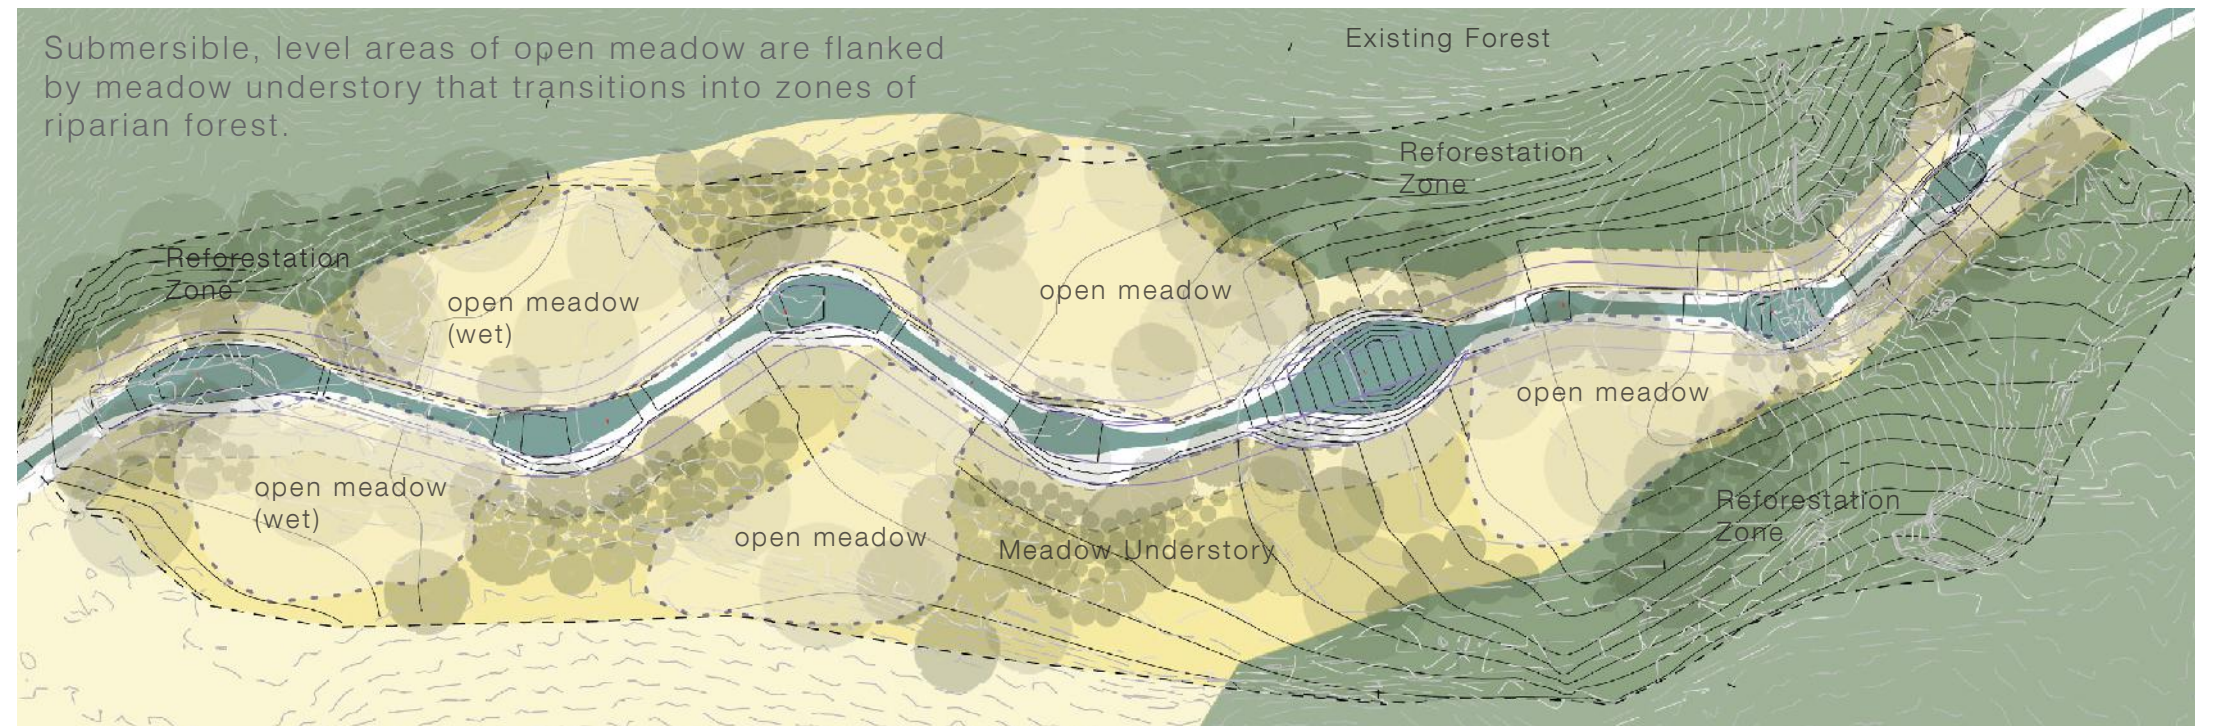 Submersible, level areas of open meadow are flanked
by meadow understory that transitions into zones of
riparian forest.
Existing Forest
Reforestation
Zone
Reforestation
Zone
open meadow
(wet)
open meadow
open meadow
open meadow
(wet)
open meadow
Meadow Understory
Reforestation
Zone